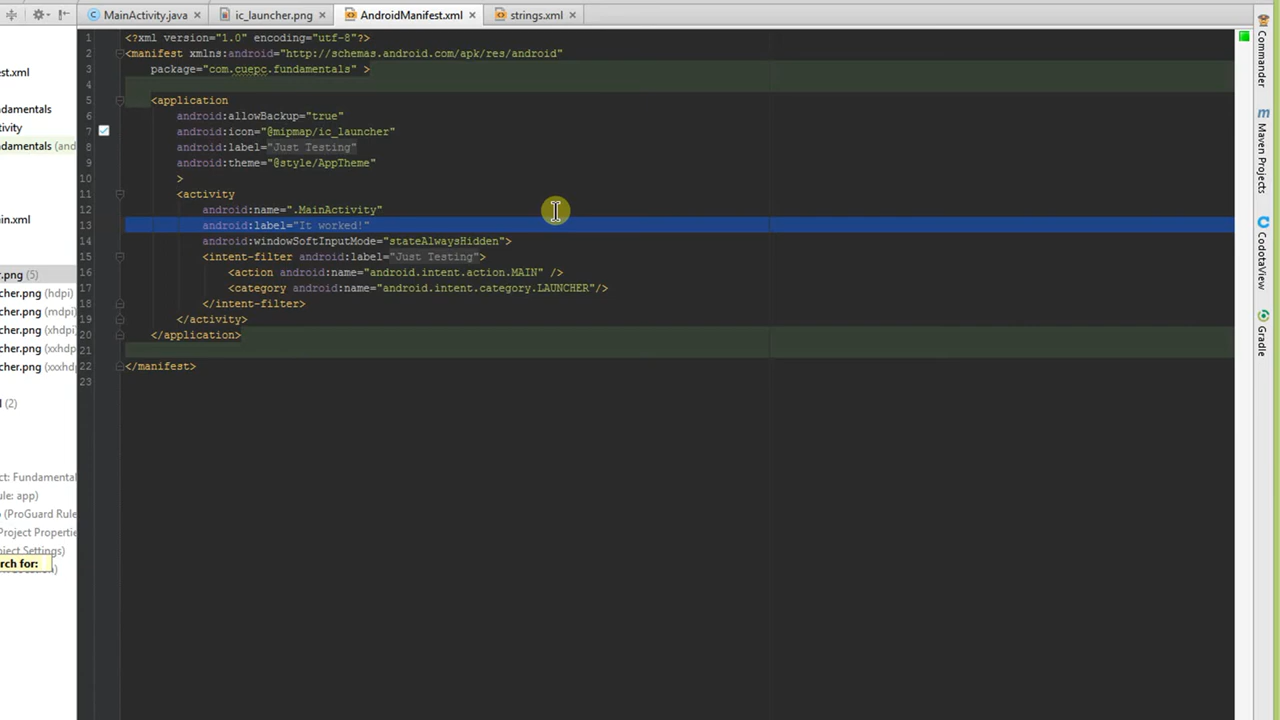 MainActivity.java
ic_launcher.png
AndroidManifest.xml
strings.xml
1 <?xml version="1.0" encoding="utf-8"?>
2 <manifest xmlns:android="http://schemas.android.com/apk/res/android"
3 package="com.cuepc.fundamentals" >
4
5 <application
6 android:allowBackup="true"
7 android:icon="@mipmap/ic_launcher"
8 android:label="Just Testing"
9 android:theme="@style/AppTheme"
10 >
11 <activity
12 android:name=".MainActivity"
13 android:label="It worked!"
14 android:windowSoftInputMode="stateAlwaysHidden">
15 <intent-filter android:label="Just Testing">
16 <action android:name="android.intent.action.MAIN" />
17 <category android:name="android.intent.category.LAUNCHER"/>
18 </intent-filter>
19 </activity>
20 </application>
21
22 </manifest>
23
est.xml
damentals
tivity
damentals (and
in.xml
r.png (5)
cher.png (hdpi)
cher.png (mdpi)
cher.png (xhdpi)
cher.png (xxhdp
cher.png (xxxhd
l (2)
ct: Fundamental
ule: app)
(ProGuard Rule
Project Propertie
oject Settings)
rch for:
Commander
Maven Projects
CodotaView
Gradle